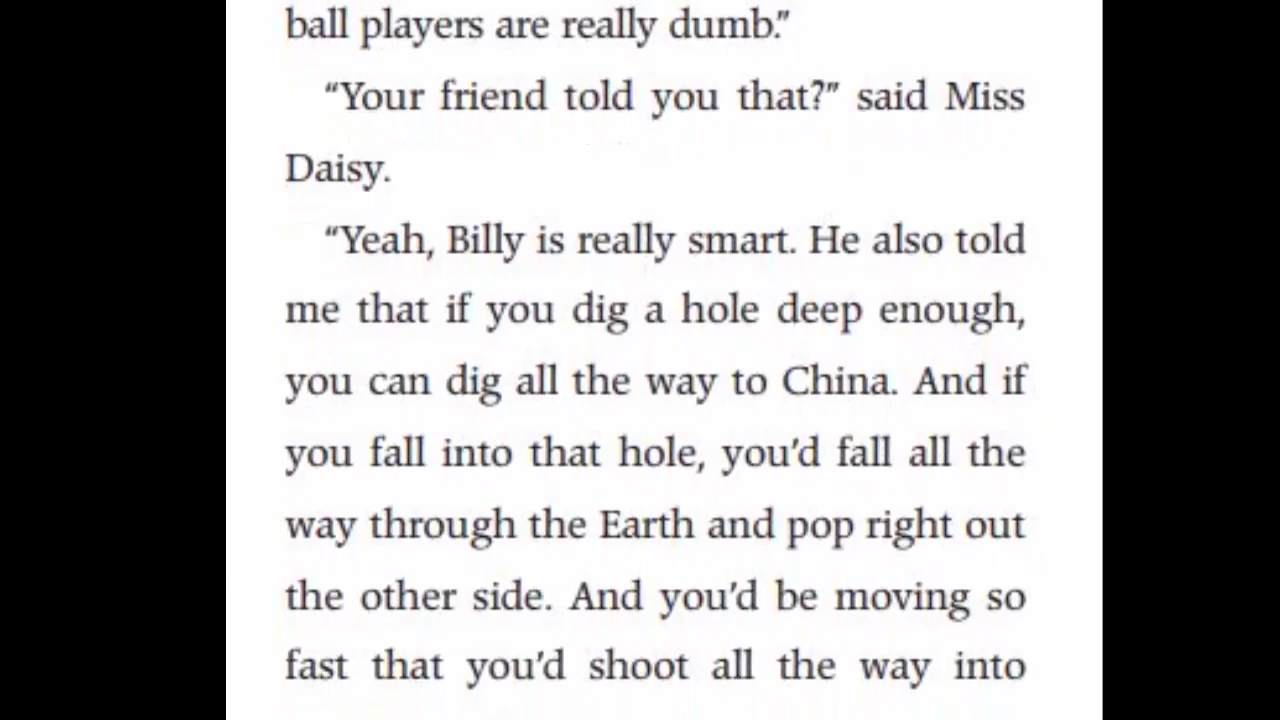 ball players are really dumb.”
“Your friend told you that?” said Miss
Daisy.
“Yeah, Billy is really smart. He also told
me that if you dig a hole deep enough,
you can dig all the way to China. And if
you fall into that hole, you’d fall all the
way through the Earth and pop right out
the other side. And you’d be moving so
fast that you’d shoot all the way into